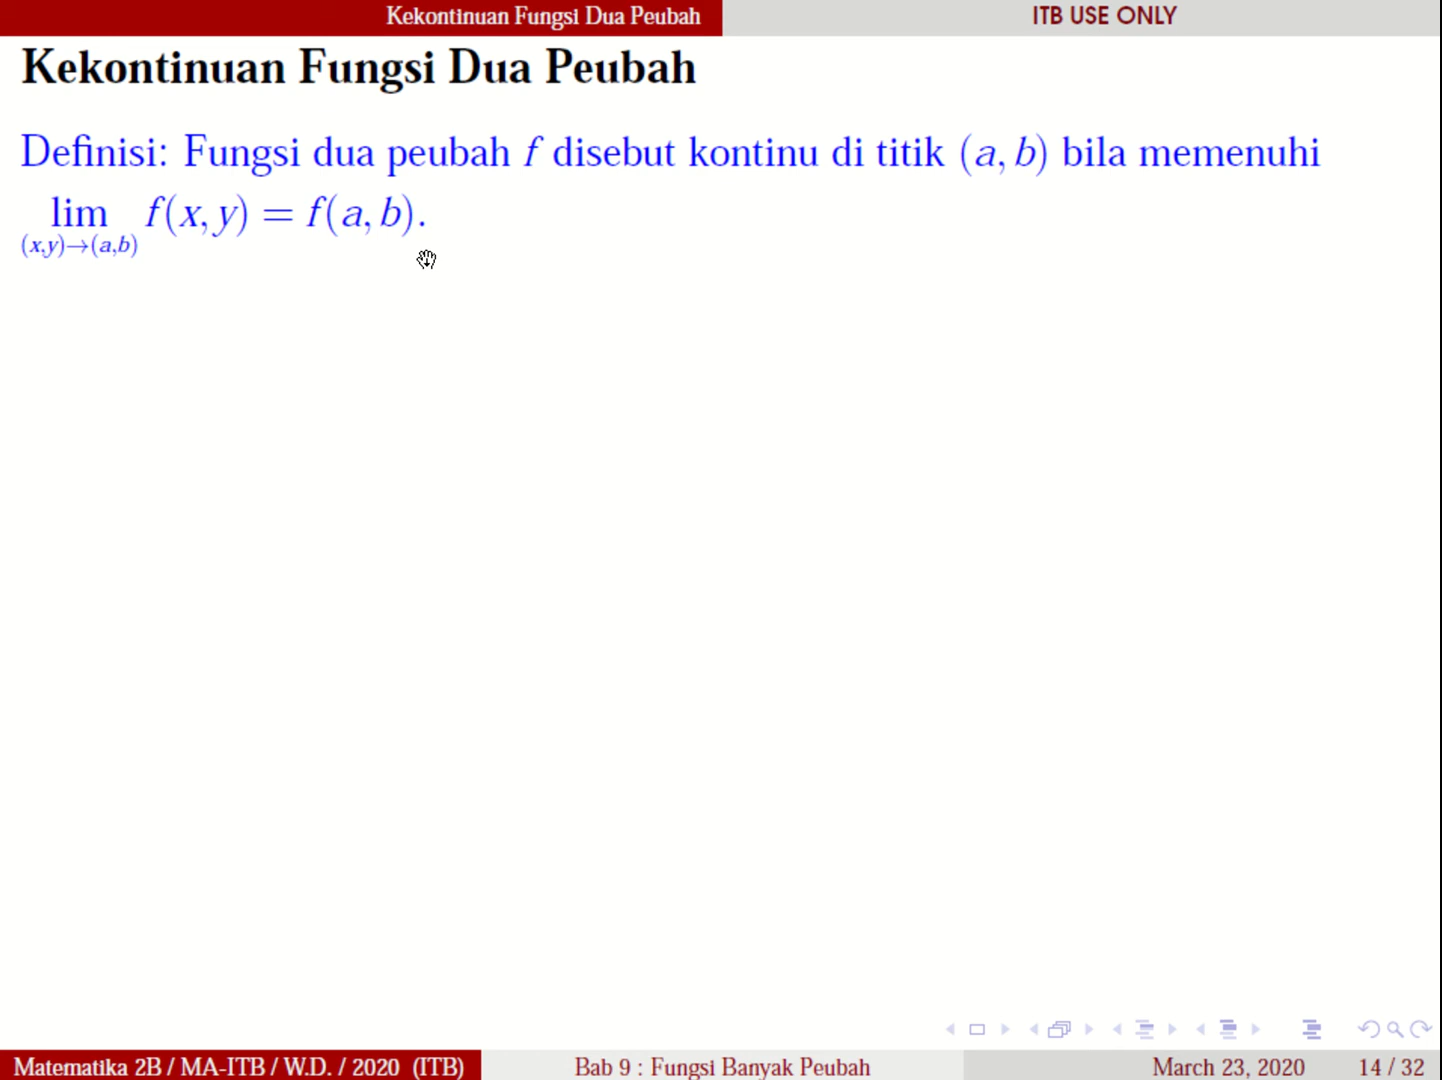 Kekontinuan Fungsi Dua Peubah ITB USE ONLY
Kekontinuan Fungsi Dua Peubah
Definisi: Fungsi dua peubah f disebut kontinu di titik (a, b) bila memenuhi
lim f(x, y) = f(a, b).
(x,y)→(a,b)
Matematika 2B / MA-ITB / W.D. / 2020 (ITB) Bab 9 : Fungsi Banyak Peubah March 23, 2020 14 / 32